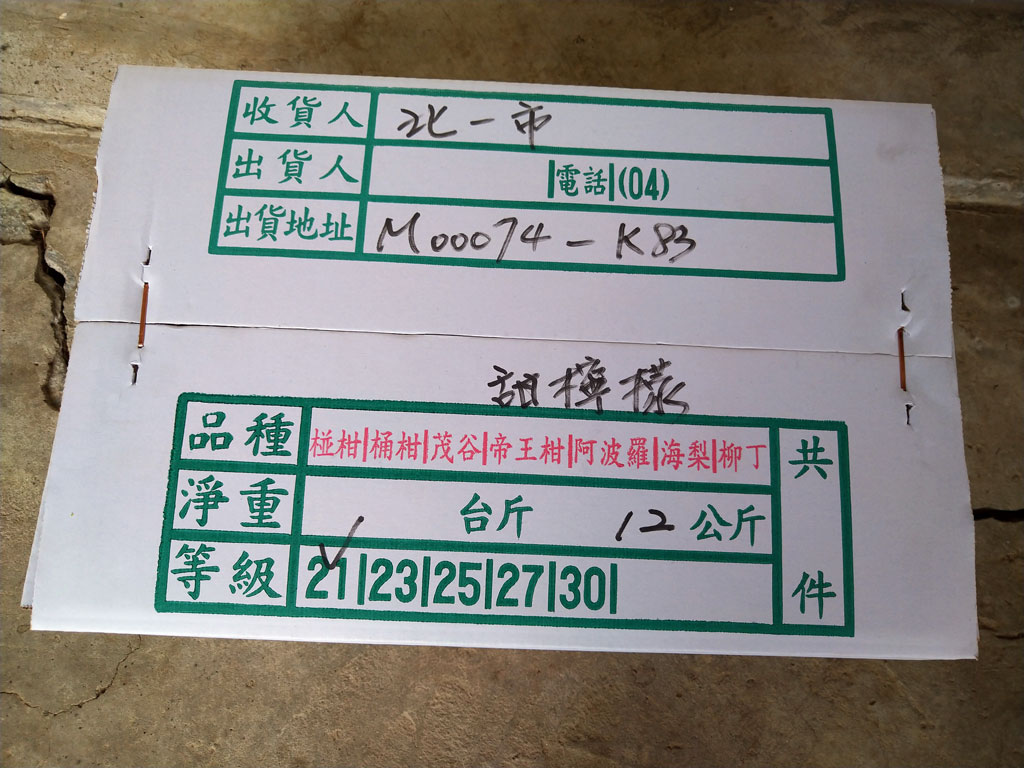 收貨人 北一市
出貨人 電話 (04)
出貨地址 M00074-K83
甜檸檬
品種 椪柑|桶柑|茂谷|帝王柑|阿波羅|海梨|柳丁 共
淨重 台斤 12公斤
等級 21|23|25|27|30| 件